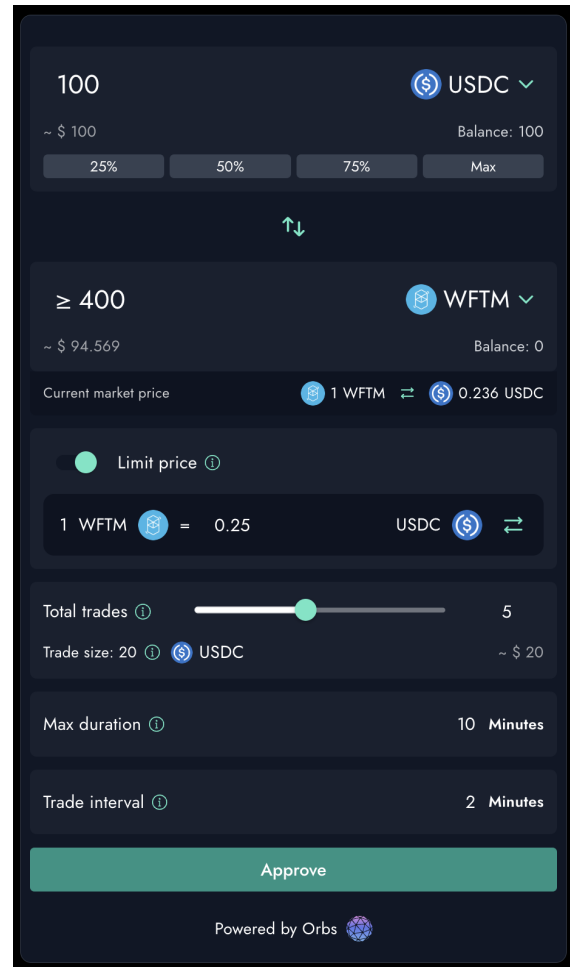 100 USDC
~ $ 100 Balance: 100
25% 50% 75% Max
≥ 400 WFTM
~ $ 94.569 Balance: 0
Current market price 1 WFTM ⇄ 0.236 USDC
Limit price
1 WFTM = 0.25 USDC
Total trades 5
Trade size: 20 USDC ~ $ 20
Max duration 10 Minutes
Trade interval 2 Minutes
Approve
Powered by Orbs